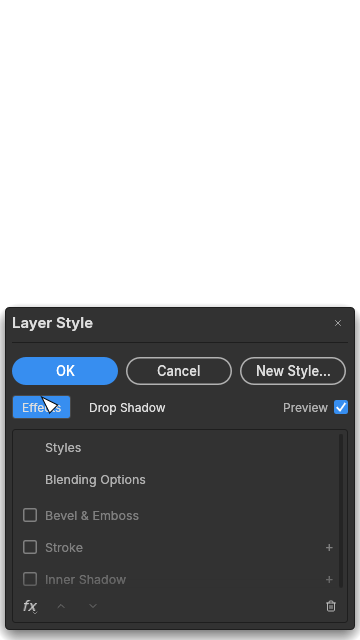 Layer Style
OK Cancel New Style...
Effects Drop Shadow Preview
Styles
Blending Options
Bevel & Emboss
Stroke +
Inner Shadow +
fx